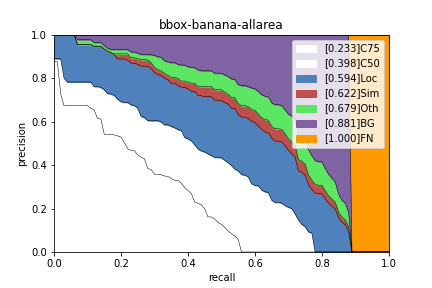 bbox-banana-allarea
1.0
0.8
0.6
0.4
0.2
0.0
precision
[0.233]C75
[0.398]C50
[0.594]Loc
[0.622]Sim
[0.679]Oth
[0.881]BG
[1.000]FN
0.0 0.2 0.4 0.6 0.8 1.0
recall